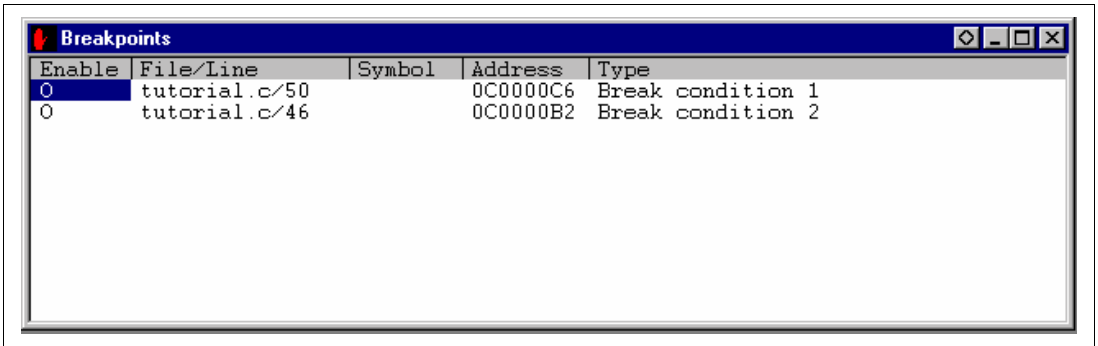 Breakpoints
Enable File/Line Symbol Address Type
O tutorial.c/50 0C0000C6 Break condition 1
O tutorial.c/46 0C0000B2 Break condition 2